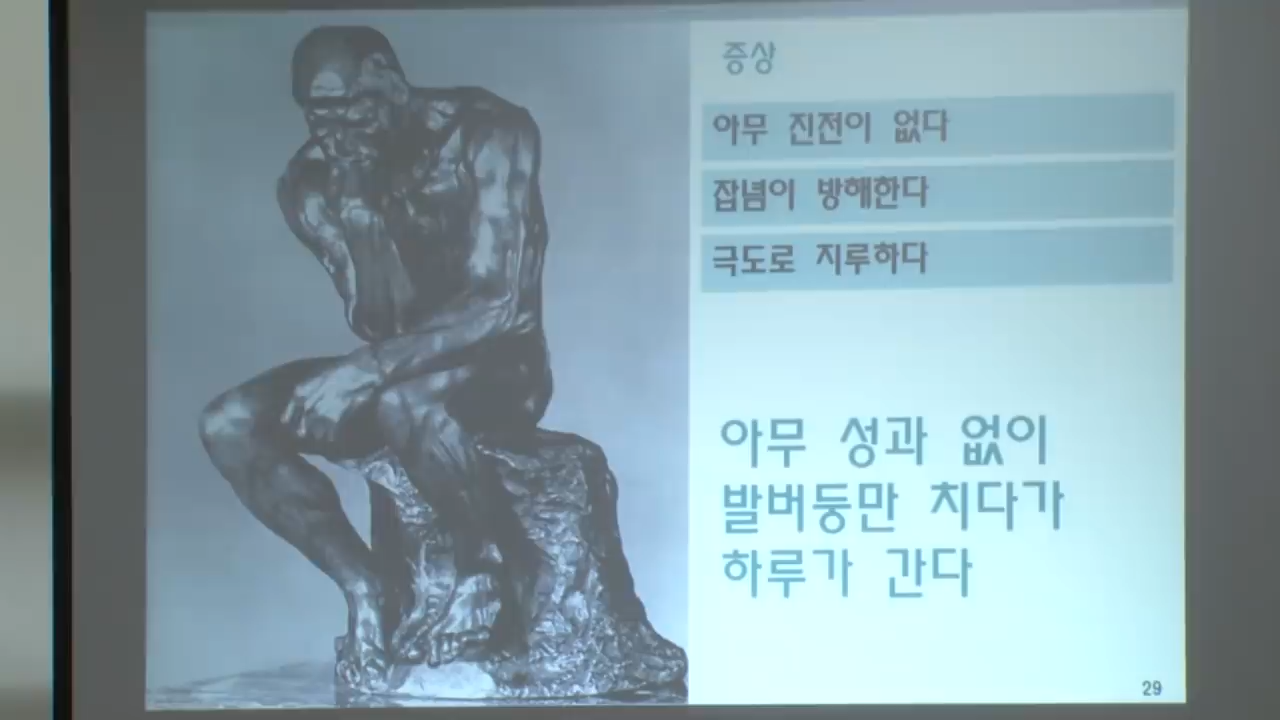 증상
아무 진전이 없다
잡념이 방해한다
극도로 지루하다
아무 성과 없이
발버둥만 치다가
하루가 간다
29